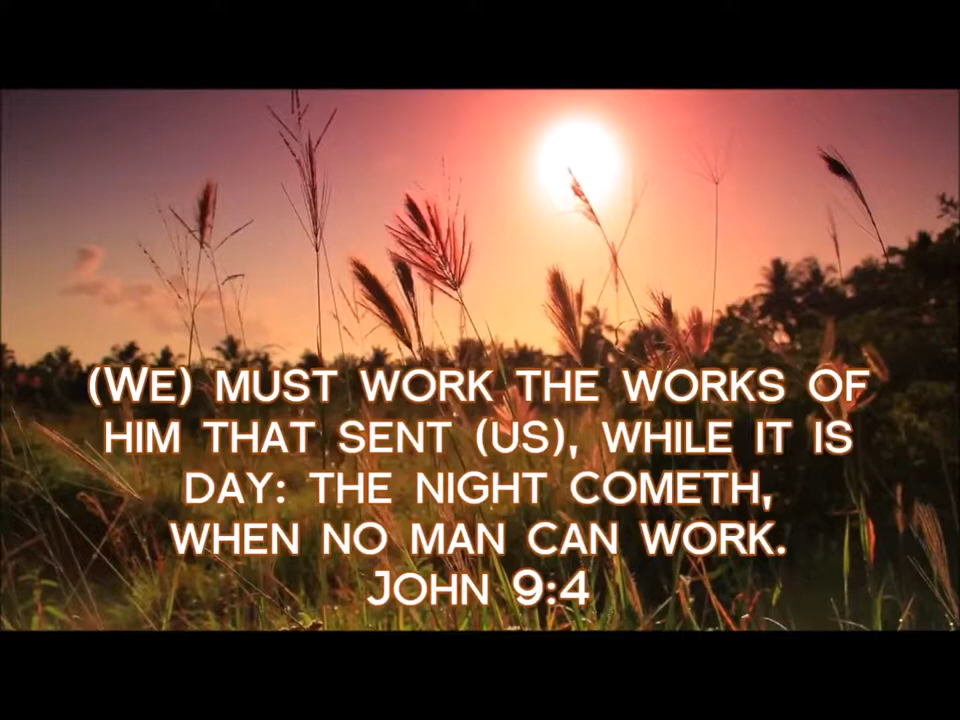 (WE) MUST WORK THE WORKS OF
HIM THAT SENT (US), WHILE IT IS
DAY: THE NIGHT COMETH,
WHEN NO MAN CAN WORK.
JOHN 9:4